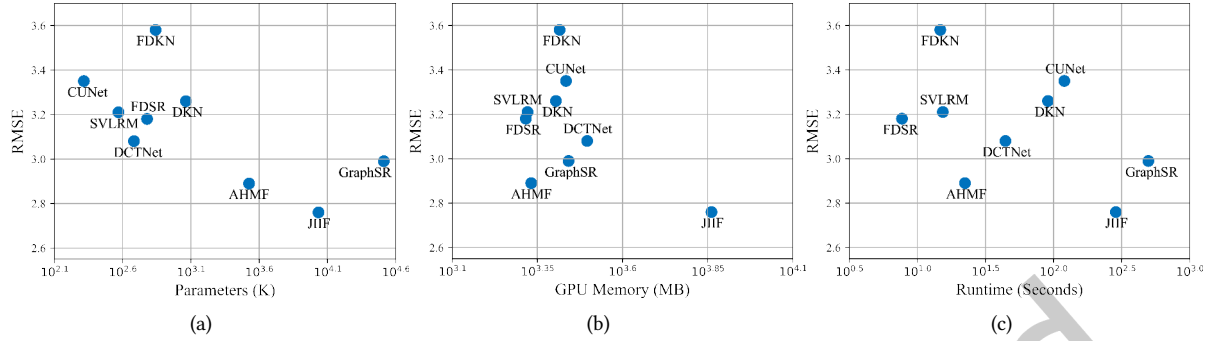 3.6
3.4
3.2
3.0
2.8
2.6
RMSE
FDKN
CUNet
FDSR
SVLRM
DKN
DCTNet
AHMF
GraphSR
JIIF
10^2.1 10^2.6 10^3.1 10^3.6 10^4.1 10^4.6
Parameters (K)
(a)
3.6
3.4
3.2
3.0
2.8
2.6
RMSE
FDKN
CUNet
SVLRM
DKN
FDSR
DCTNet
GraphSR
AHMF
JIIF
10^3.1 10^3.35 10^3.6 10^3.85 10^4.1
GPU Memory (MB)
(b)
3.6
3.4
3.2
3.0
2.8
2.6
RMSE
FDKN
CUNet
SVLRM
DKN
FDSR
DCTNet
GraphSR
AHMF
JIIF
10^0.5 10^1.0 10^1.5 10^2.0 10^2.5 10^3.0
Runtime (Seconds)
(c)